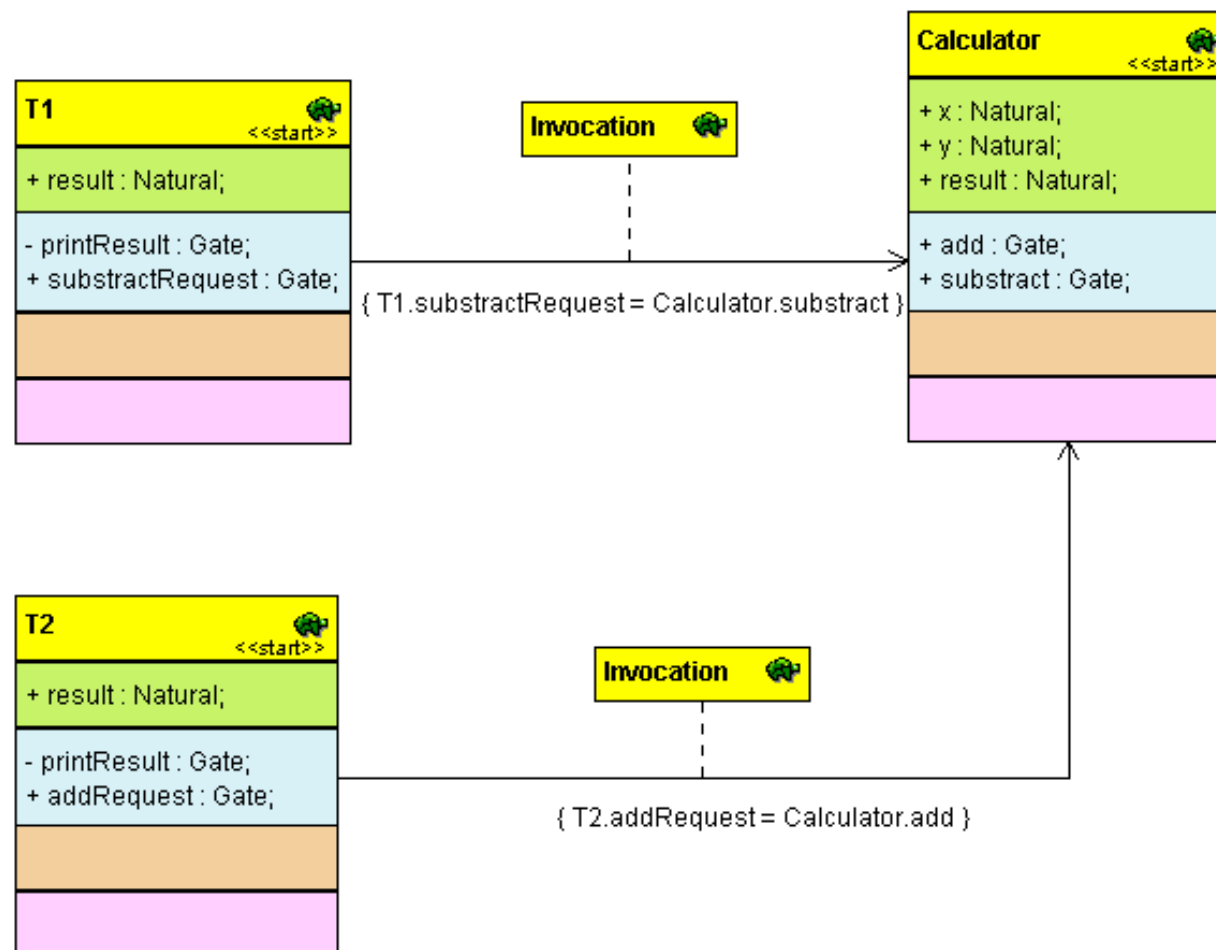 T1
<<start>>
+ result : Natural;
- printResult : Gate;
+ substractRequest : Gate;
Invocation
{ T1.substractRequest = Calculator.substract }
Calculator
<<start>>
+ x : Natural;
+ y : Natural;
+ result : Natural;
+ add : Gate;
+ substract : Gate;
T2
<<start>>
+ result : Natural;
- printResult : Gate;
+ addRequest : Gate;
Invocation
{ T2.addRequest = Calculator.add }